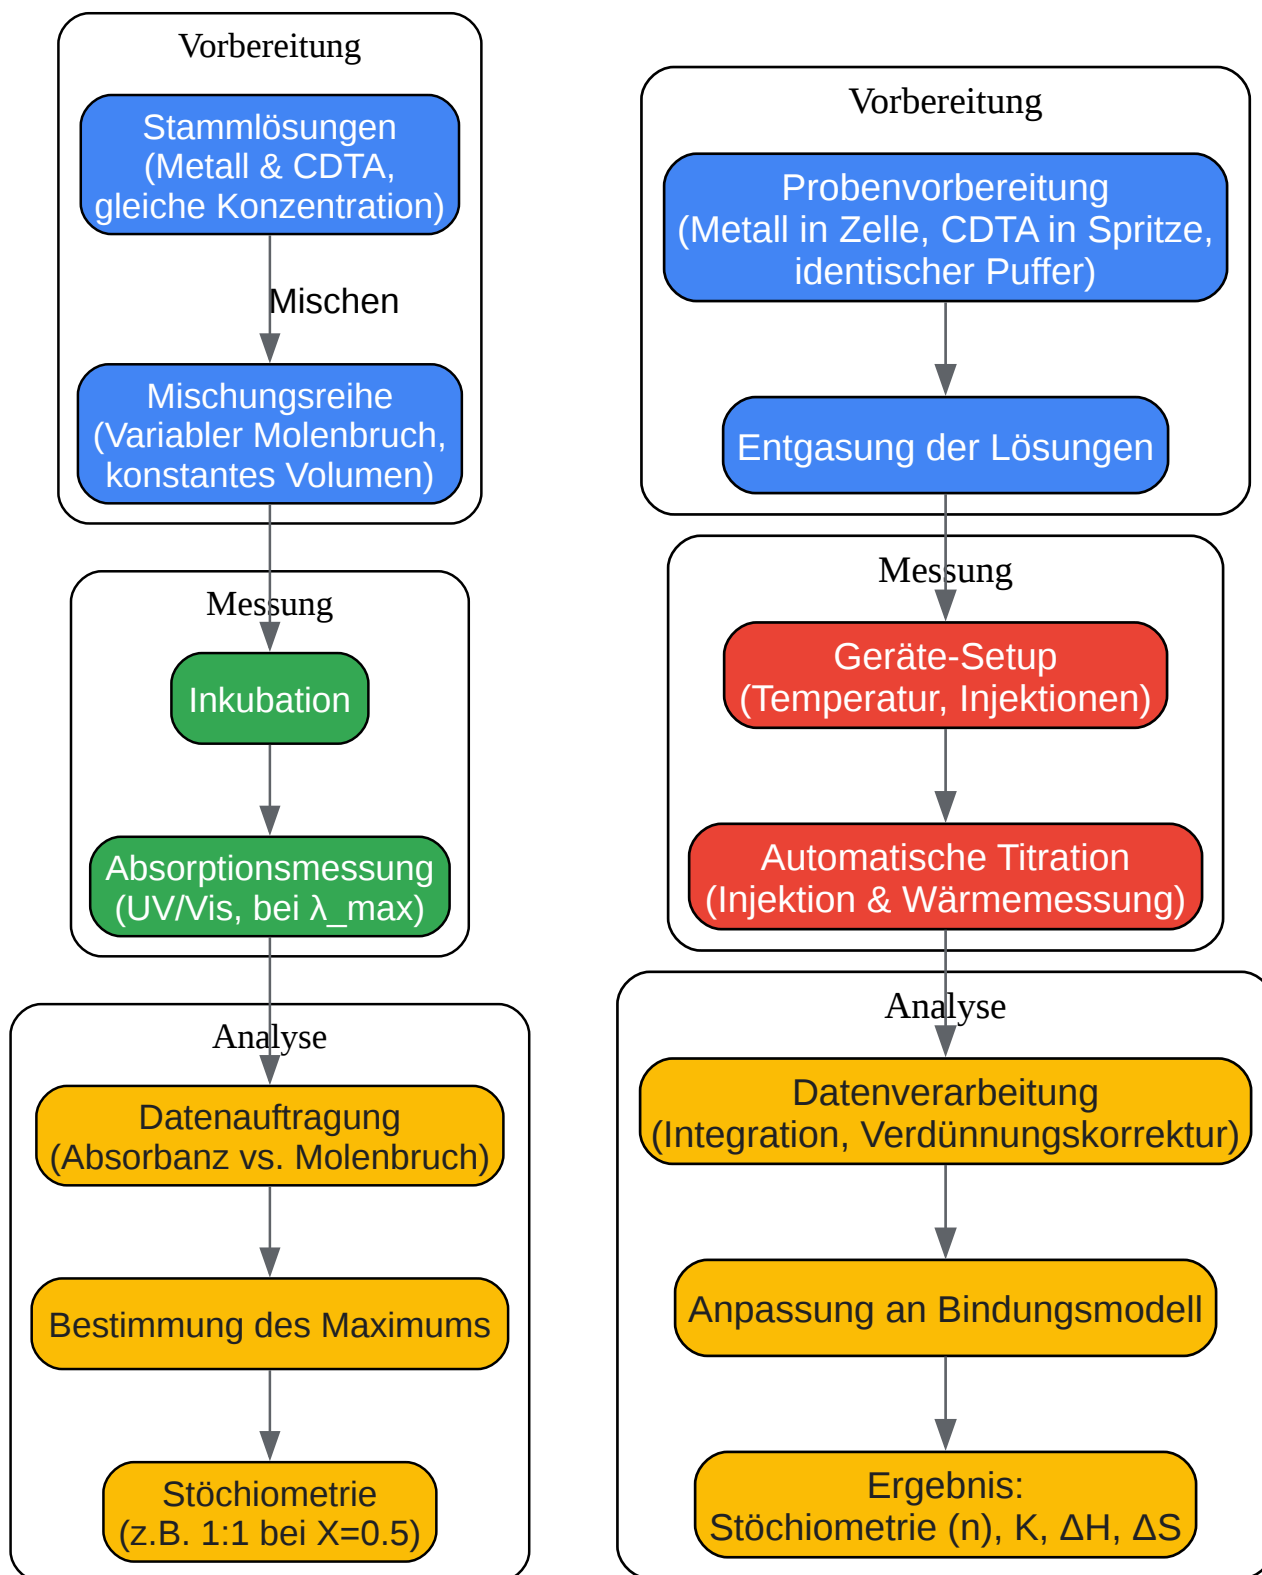 Vorbereitung
Stammlösungen
(Metall & CDTA,
gleiche Konzentration)
Mischen
Mischungsreihe
(Variabler Molenbruch,
konstantes Volumen)
Messung
Inkubation
Absorptionsmessung
(UV/Vis, bei λ_max)
Analyse
Datenauftragung
(Absorbanz vs. Molenbruch)
Bestimmung des Maximums
Stöchiometrie
(z.B. 1:1 bei X=0.5)
Vorbereitung
Probenvorbereitung
(Metall in Zelle, CDTA in Spritze,
identischer Puffer)
Entgasung der Lösungen
Messung
Geräte-Setup
(Temperatur, Injektionen)
Automatische Titration
(Injektion & Wärmemessung)
Analyse
Datenverarbeitung
(Integration, Verdünnungskorrektur)
Anpassung an Bindungsmodell
Ergebnis:
Stöchiometrie (n), K, ΔH, ΔS